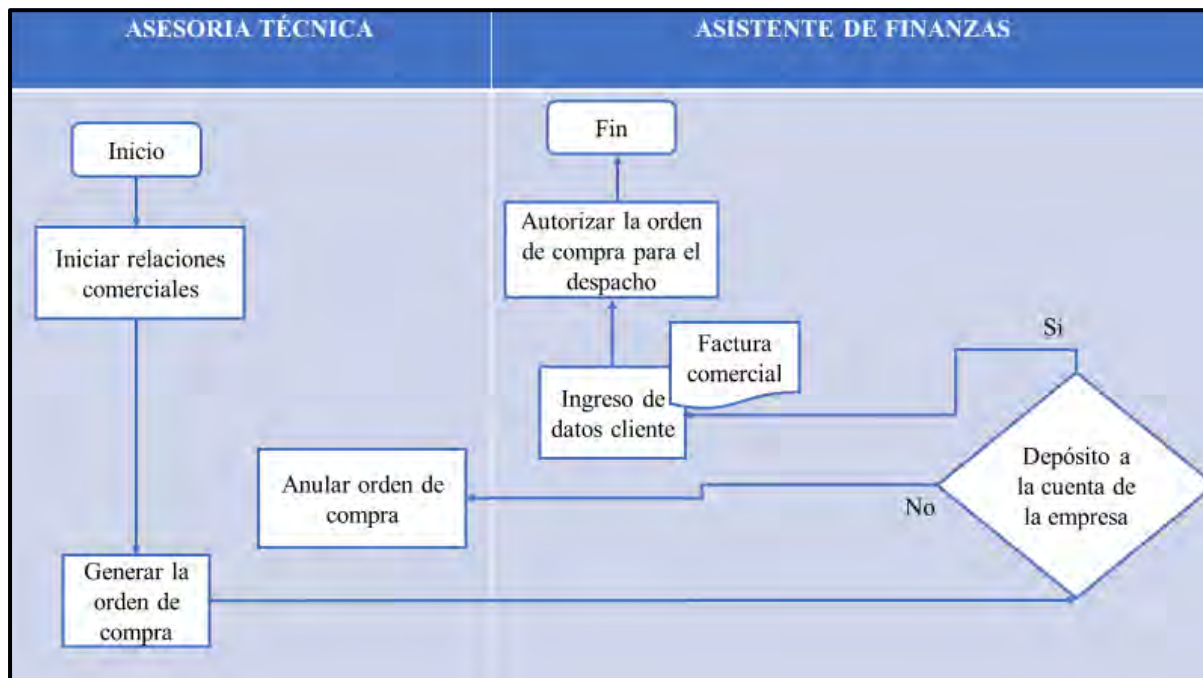 ASESORIA TÉCNICA
ASISTENTE DE FINANZAS
Inicio
Iniciar relaciones
comerciales
Generar la
orden de
compra
Anular orden de
compra
Fin
Autorizar la orden
de compra para el
despacho
Factura
comercial
Ingreso de
datos cliente
Si
No
Depósito a
la cuenta de
la empresa